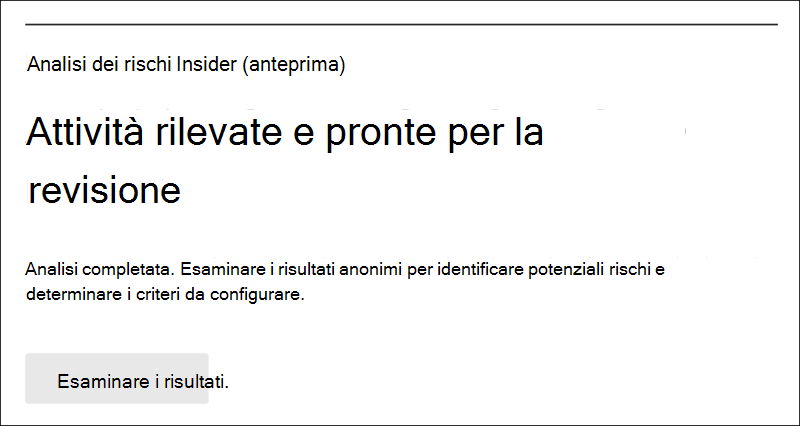 Analisi dei rischi Insider (anteprima)
Attività rilevate e pronte per la
revisione
Analisi completata. Esaminare i risultati anonimi per identificare potenziali rischi e
determinare i criteri da configurare.
Esaminare i risultati.